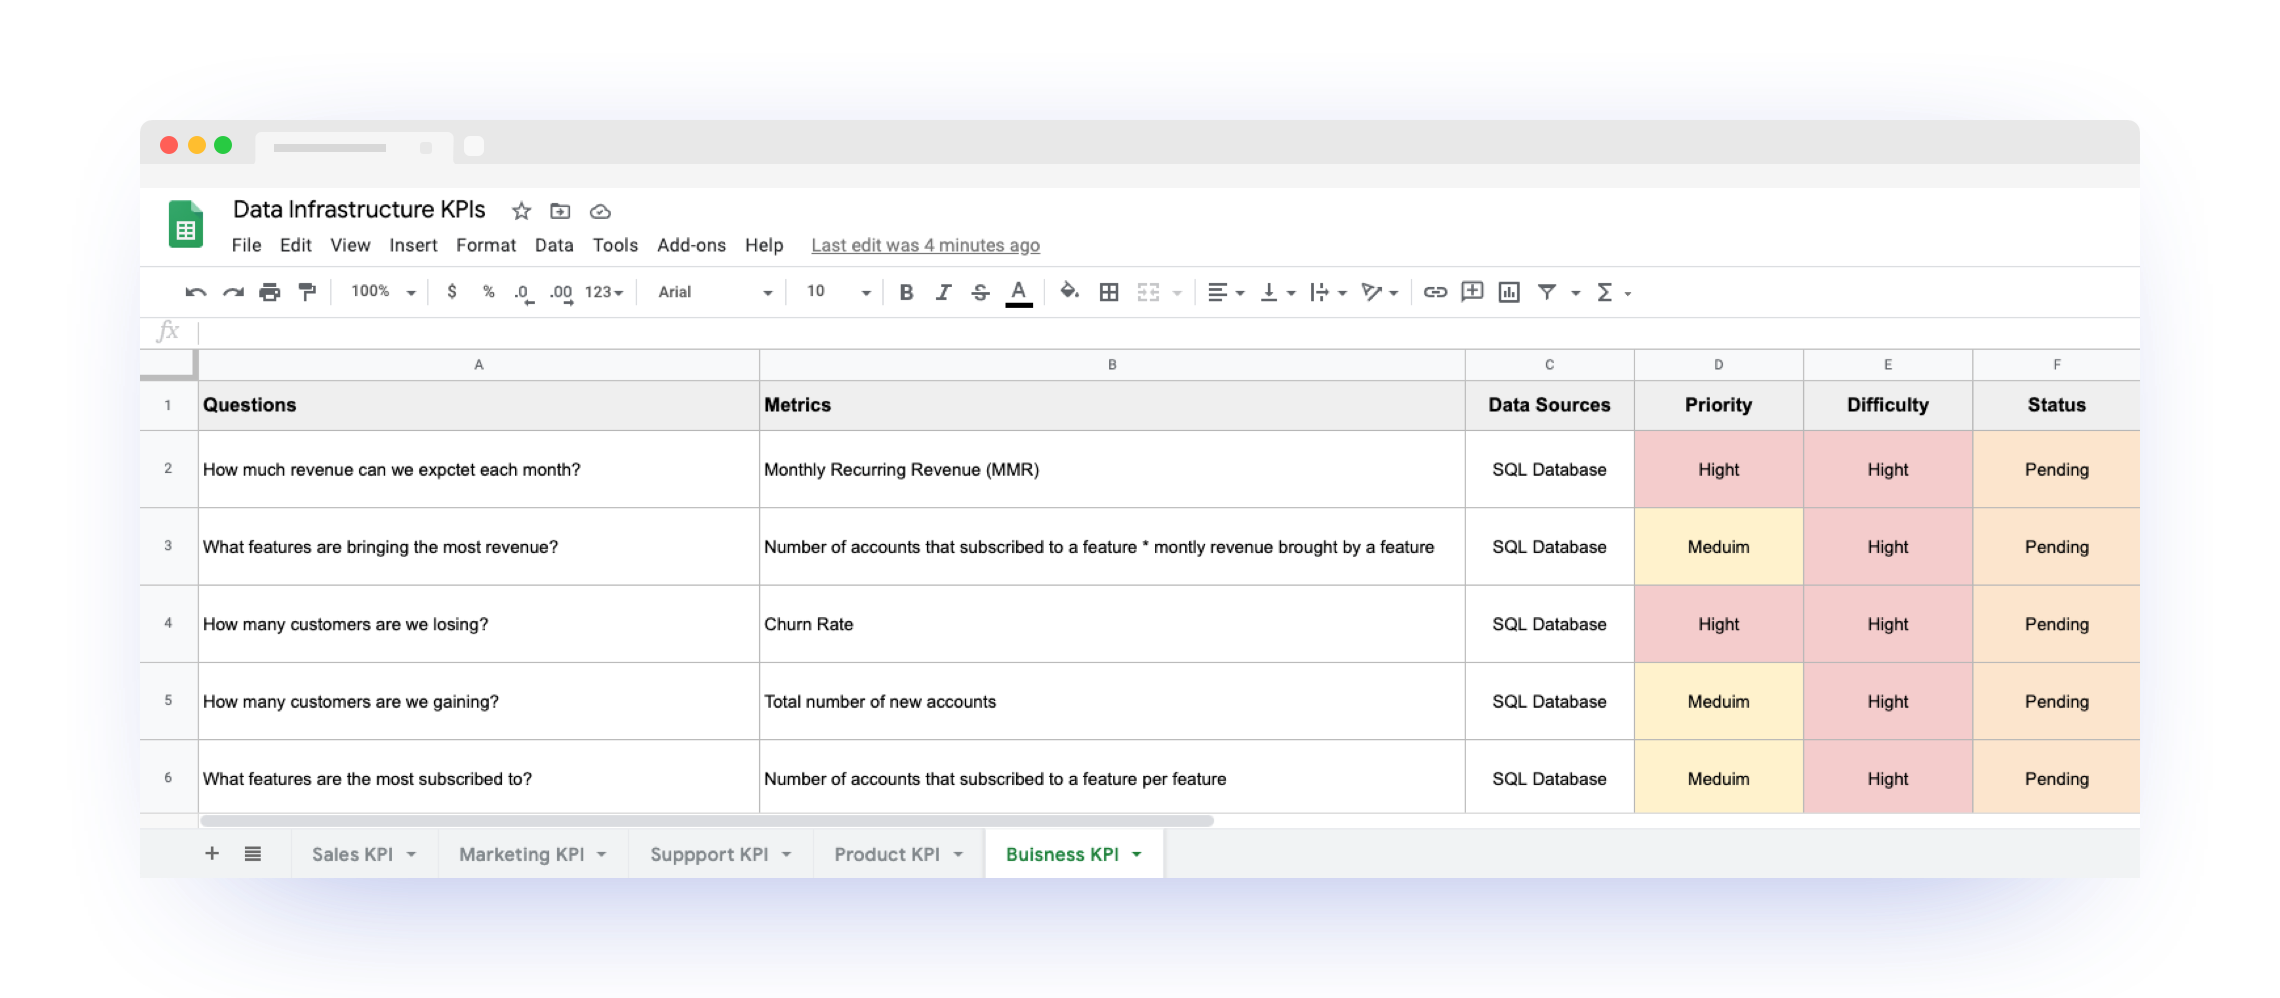 Data Infrastructure KPIs
File Edit View Insert Format Data Tools Add-ons Help Last edit was 4 minutes ago
100% $ % .0 .00 123 Arial 10 B I S A Σ
fx
A B C D E F
1 Questions Metrics Data Sources Priority Difficulty Status
2 How much revenue can we expctet each month? Monthly Recurring Revenue (MMR) SQL Database Hight Hight Pending
3 What features are bringing the most revenue? Number of accounts that subscribed to a feature * montly revenue brought by a feature SQL Database Meduim Hight Pending
4 How many customers are we losing? Churn Rate SQL Database Hight Hight Pending
5 How many customers are we gaining? Total number of new accounts SQL Database Meduim Hight Pending
6 What features are the most subscribed to? Number of accounts that subscribed to a feature per feature SQL Database Meduim Hight Pending
+ Sales KPI Marketing KPI Suppport KPI Product KPI Buisness KPI